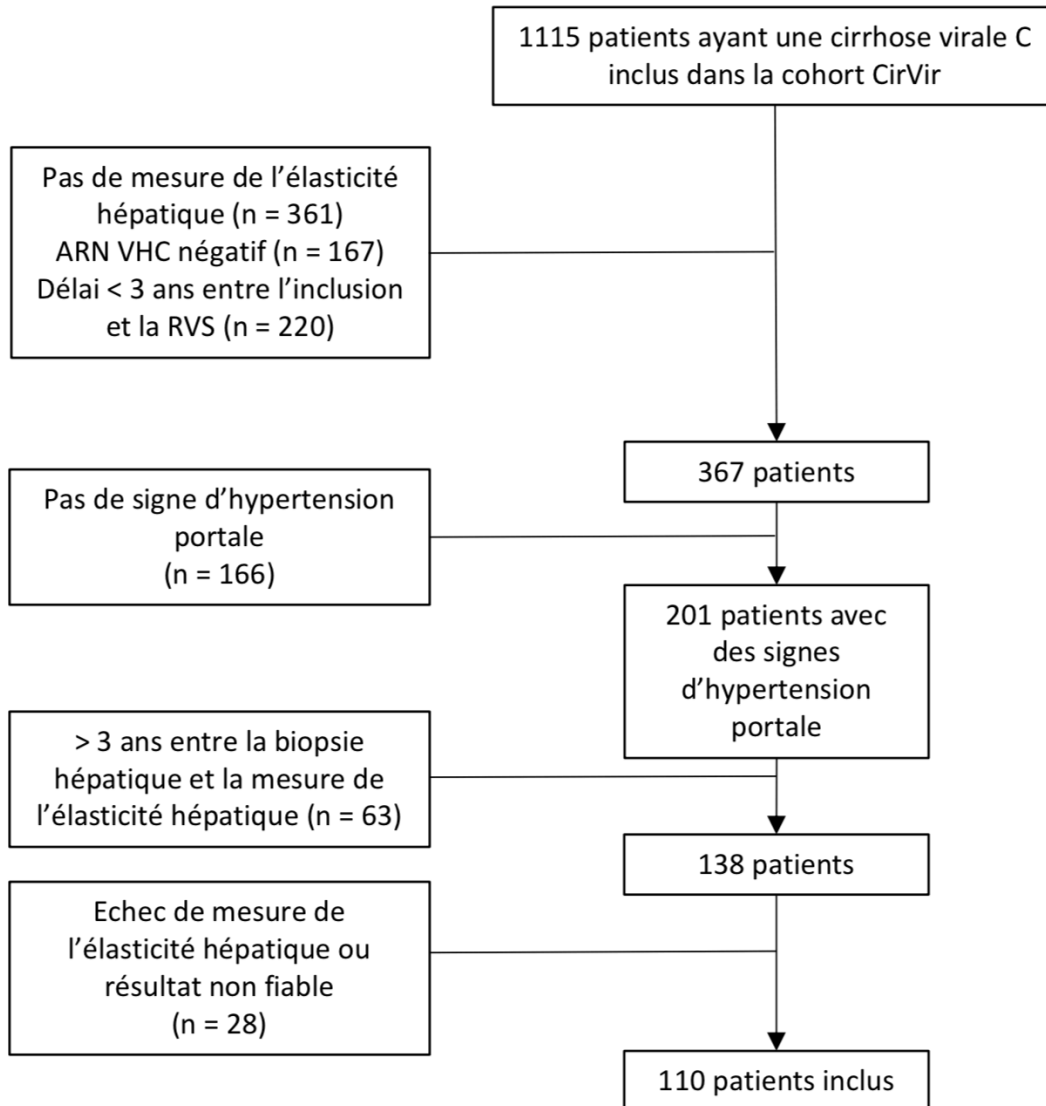 1115 patients ayant une cirrhose virale C
inclus dans la cohort CirVir
Pas de mesure de l’élasticité
hépatique (n = 361)
ARN VHC négatif (n = 167)
Délai < 3 ans entre l’inclusion
et la RVS (n = 220)
367 patients
Pas de signe d’hypertension
portale
(n = 166)
201 patients avec
des signes
d’hypertension
portale
> 3 ans entre la biopsie
hépatique et la mesure de
l’élasticité hépatique (n = 63)
138 patients
Echec de mesure de
l’élasticité hépatique ou
résultat non fiable
(n = 28)
110 patients inclus